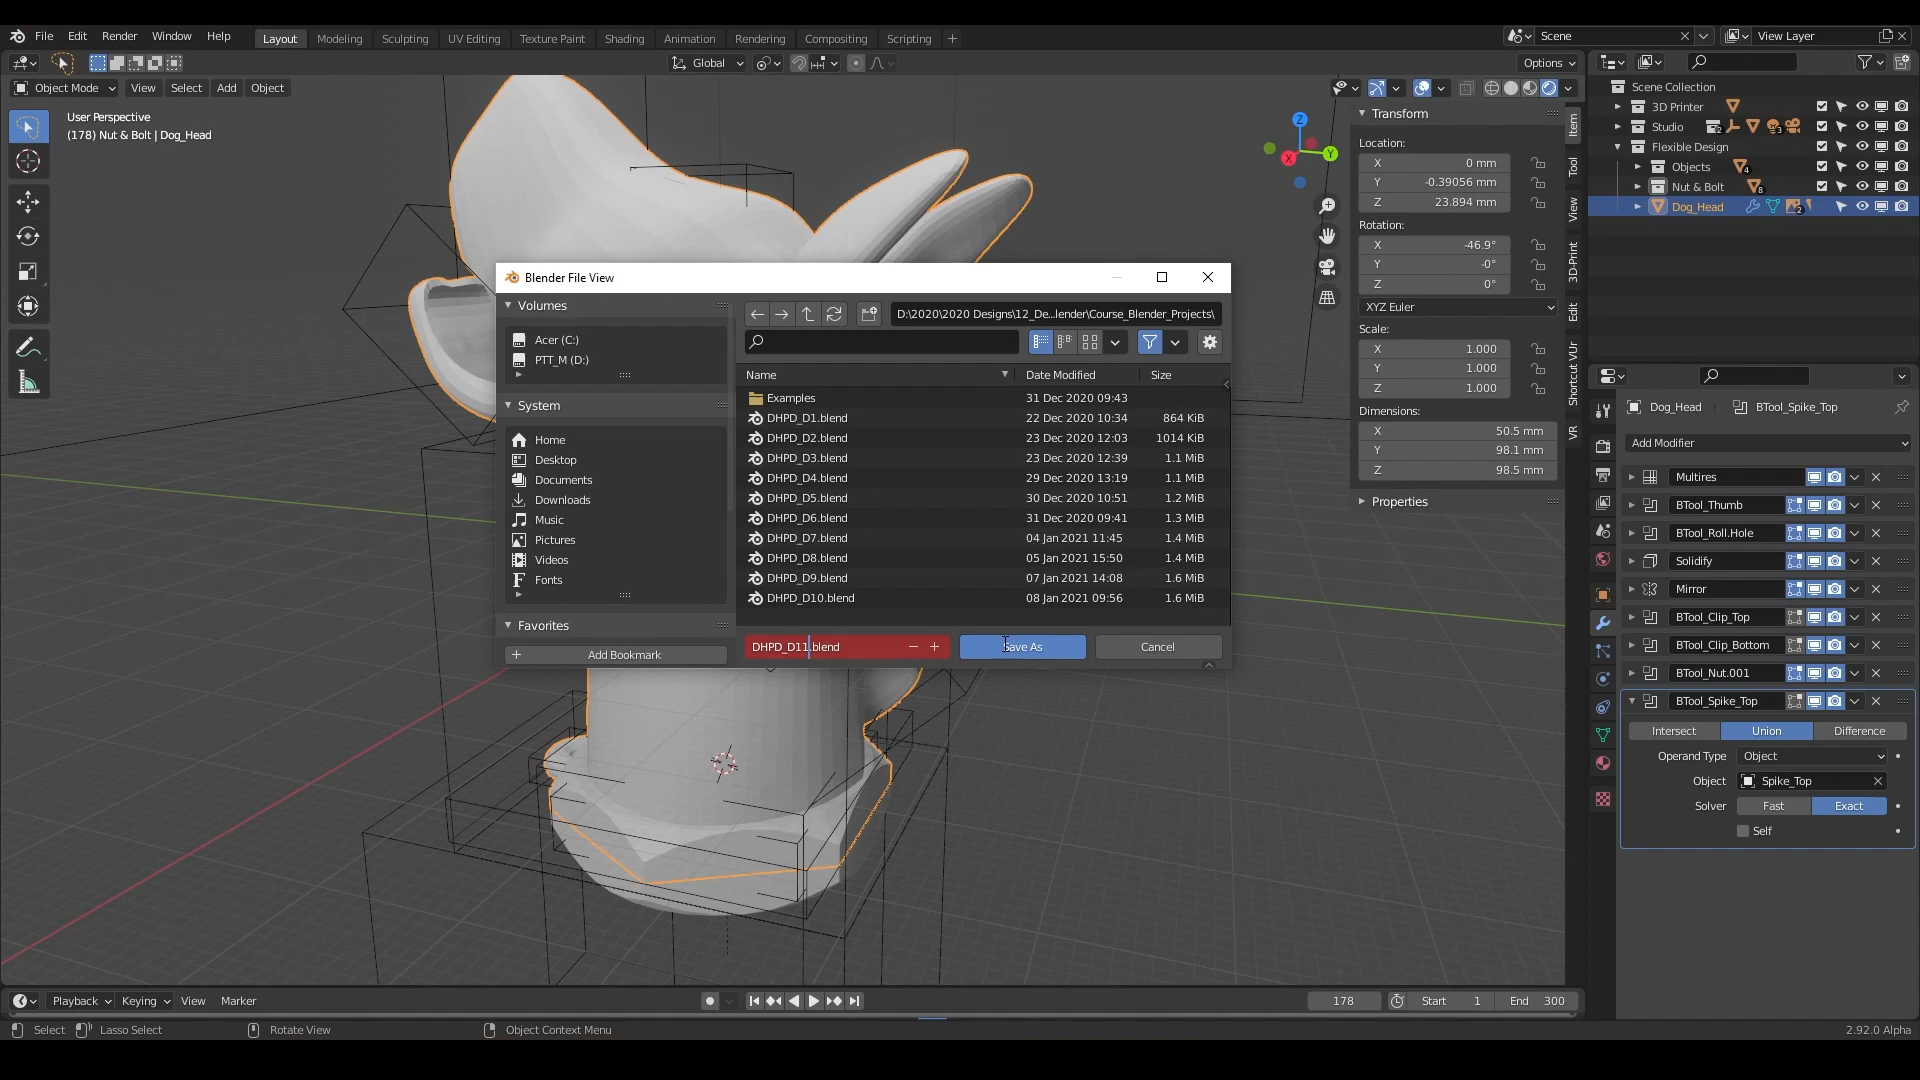 File Edit Render Window Help Layout Modeling Sculpting UV Editing Texture Paint Shading Animation Rendering Compositing Scripting + Scene View Layer
Global Options
Object Mode View Select Add Object
User Perspective
(178) Nut & Bolt | Dog_Head
Z
Y
X
Transform
Location:
X 0 mm
Y -0.39056 mm
Z 23.894 mm
Rotation:
X -46.9°
Y -0°
Z 0°
XYZ Euler
Scale:
X 1.000
Y 1.000
Z 1.000
Dimensions:
X 50.5 mm
Y 98.1 mm
Z 98.5 mm
Properties
Item
Tool
View
3D-Print
Edit
Shortcut VUr
VR
Scene Collection
3D Printer
Studio 2 3
Flexible Design
Objects 4
Nut & Bolt 8
Dog_Head 2
Blender File View
Volumes
Acer (C:)
PTT_M (D:)
System
Home
Desktop
Documents
Downloads
Music
Pictures
Videos
Fonts
Favorites
+ Add Bookmark
D:\2020\2020 Designs\12_De...lender\Course_Blender_Projects\
Name Date Modified Size
Examples 31 Dec 2020 09:43
DHPD_D1.blend 22 Dec 2020 10:34 864 KiB
DHPD_D2.blend 23 Dec 2020 12:03 1014 KiB
DHPD_D3.blend 23 Dec 2020 12:39 1.1 MiB
DHPD_D4.blend 29 Dec 2020 13:19 1.1 MiB
DHPD_D5.blend 30 Dec 2020 10:51 1.2 MiB
DHPD_D6.blend 31 Dec 2020 09:41 1.3 MiB
DHPD_D7.blend 04 Jan 2021 11:45 1.4 MiB
DHPD_D8.blend 05 Jan 2021 15:50 1.4 MiB
DHPD_D9.blend 07 Jan 2021 14:08 1.6 MiB
DHPD_D10.blend 08 Jan 2021 09:56 1.6 MiB
DHPD_D11.blend − + Save As Cancel
Dog_Head BTool_Spike_Top
Add Modifier
Multires
BTool_Thumb
BTool_Roll.Hole
Solidify
Mirror
BTool_Clip_Top
BTool_Clip_Bottom
BTool_Nut.001
BTool_Spike_Top
Intersect Union Difference
Operand Type Object
Object Spike_Top
Solver Fast Exact
Self
Playback Keying View Marker 178 Start 1 End 300
Select Lasso Select Rotate View Object Context Menu 2.92.0 Alpha